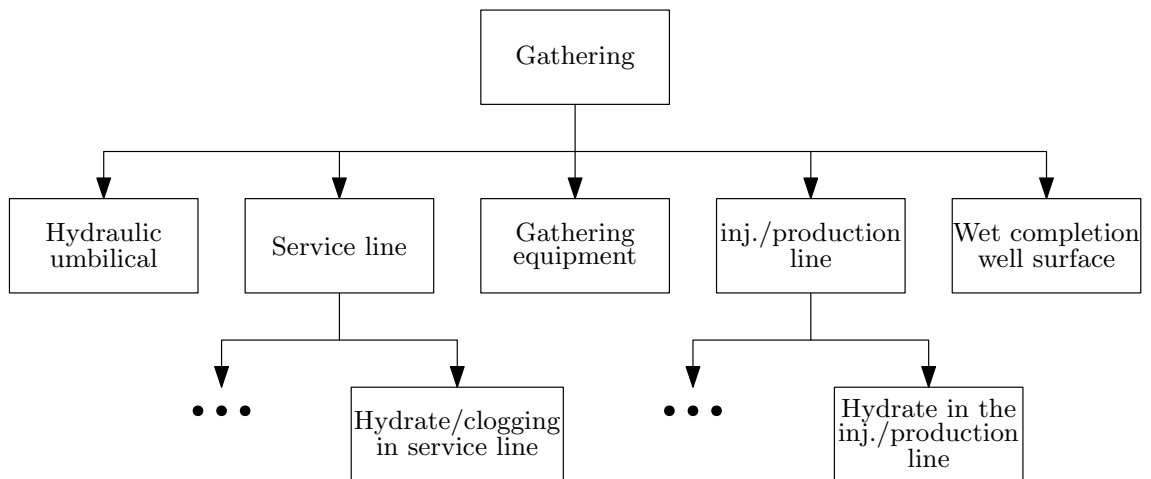 Gathering
Hydraulic
umbilical
Service line
Gathering
equipment
inj./production
line
Wet completion
well surface
• • •
Hydrate/clogging
in service line
• • •
Hydrate in the
inj./production
line